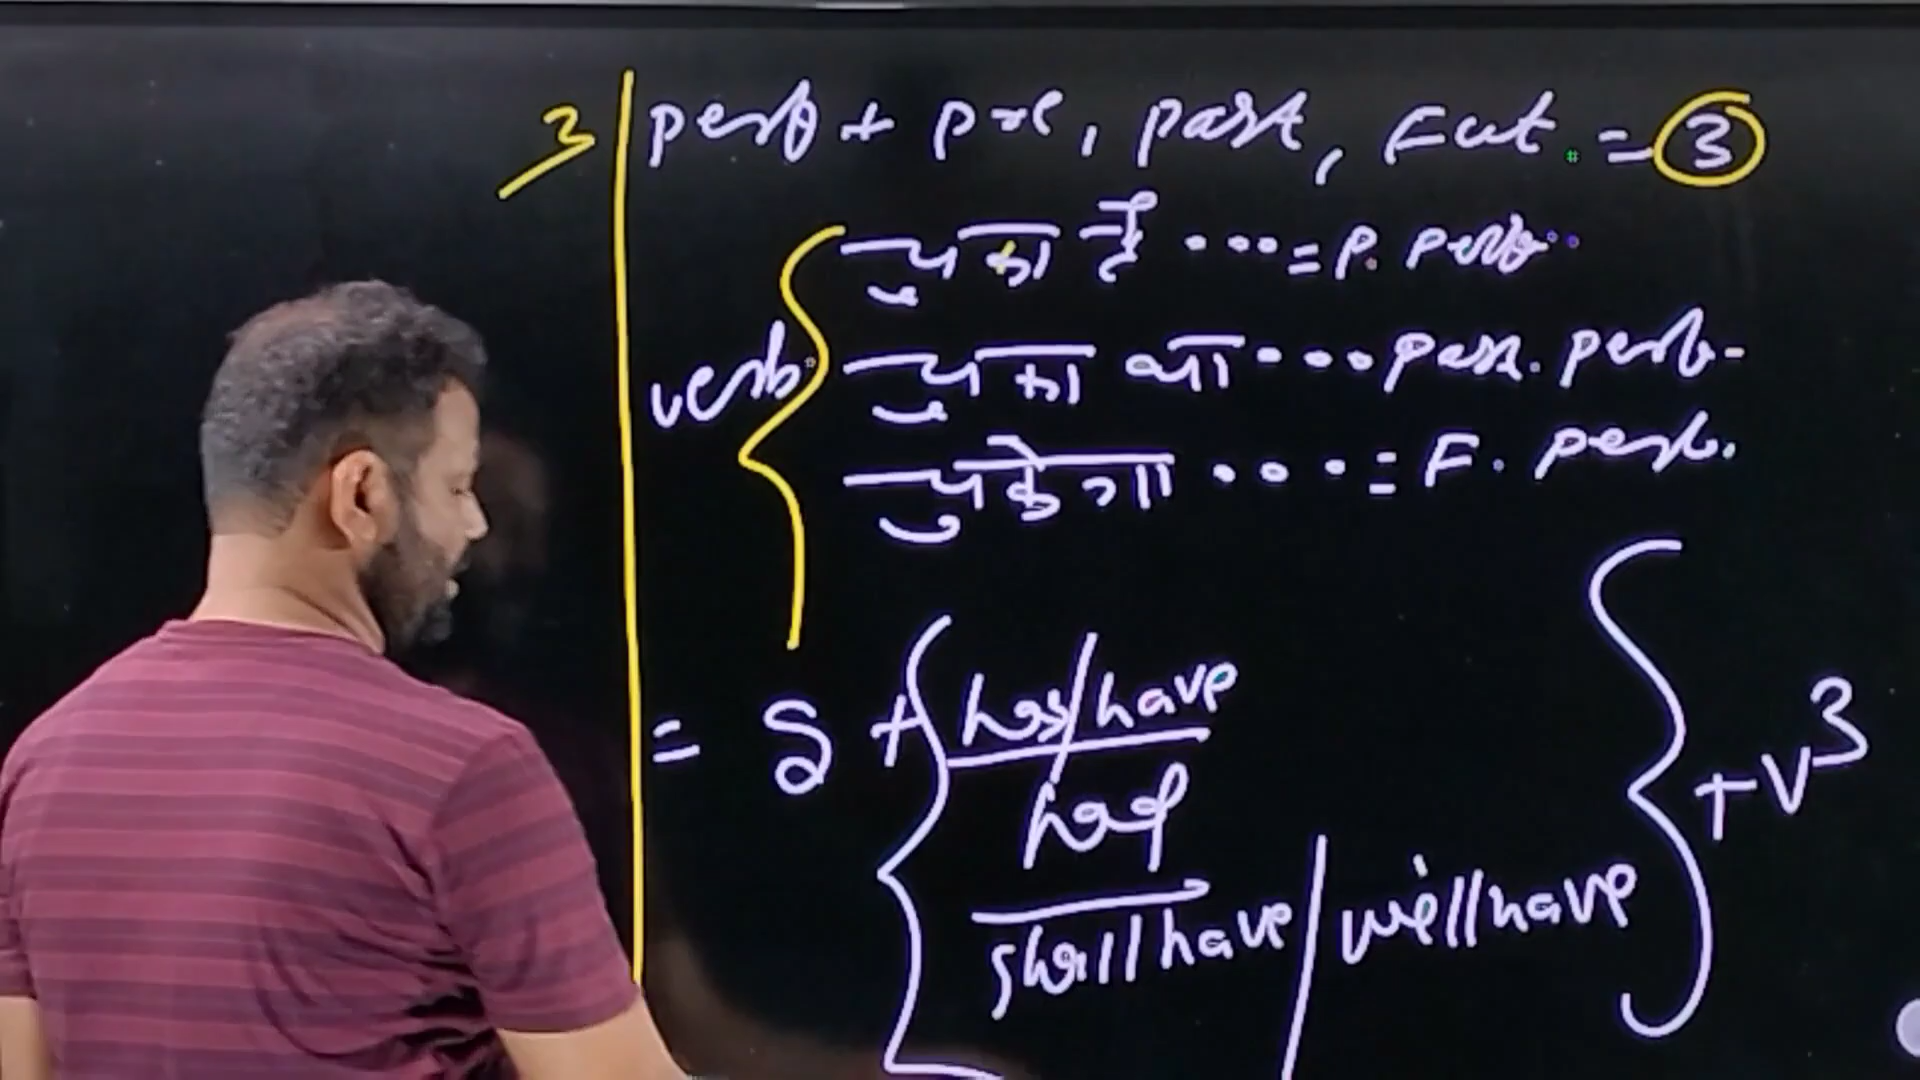 3 perf + pre, past, Fut. = 3
चुका है ... = P. perf..
verb चुका था ... past. perf-
चुकेगा .... = F. perf.
= S + has/have
had
shall have / will have
+ V3